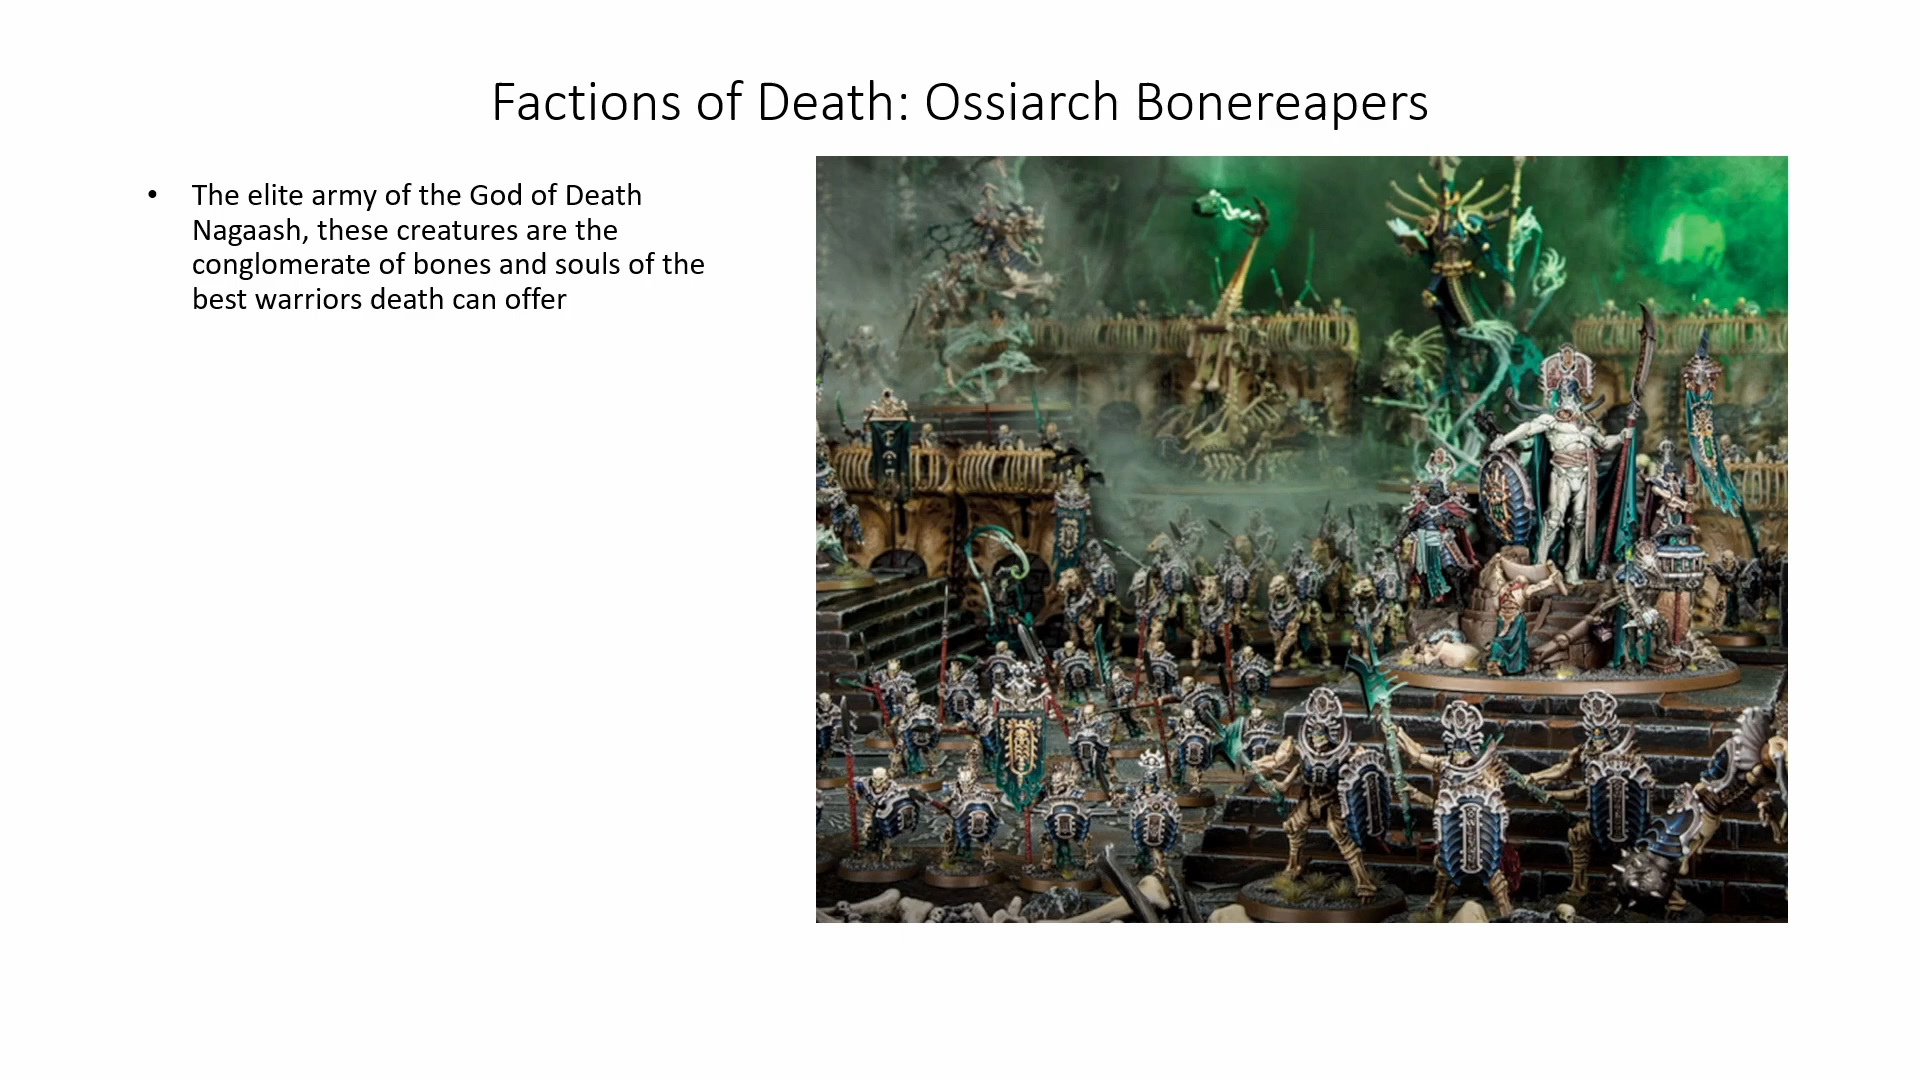 Factions of Death: Ossiarch Bonereapers
• The elite army of the God of Death
Nagaash, these creatures are the
conglomerate of bones and souls of the
best warriors death can offer